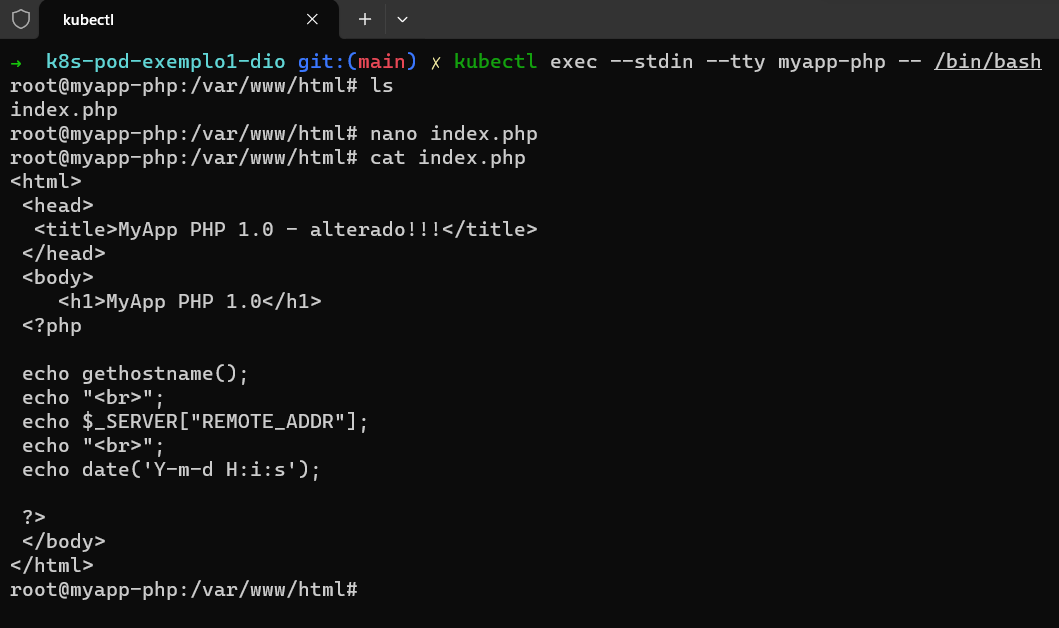 kubectl
→ k8s-pod-exemplo1-dio git:(main) ✗ kubectl exec --stdin --tty myapp-php -- /bin/bash
root@myapp-php:/var/www/html# ls
index.php
root@myapp-php:/var/www/html# nano index.php
root@myapp-php:/var/www/html# cat index.php
<html>
 <head>
  <title>MyApp PHP 1.0 - alterado!!!</title>
 </head>
 <body>
    <h1>MyApp PHP 1.0</h1>
 <?php

 echo gethostname();
 echo "<br>";
 echo $_SERVER["REMOTE_ADDR"];
 echo "<br>";
 echo date('Y-m-d H:i:s');

 ?>
 </body>
</html>
root@myapp-php:/var/www/html#